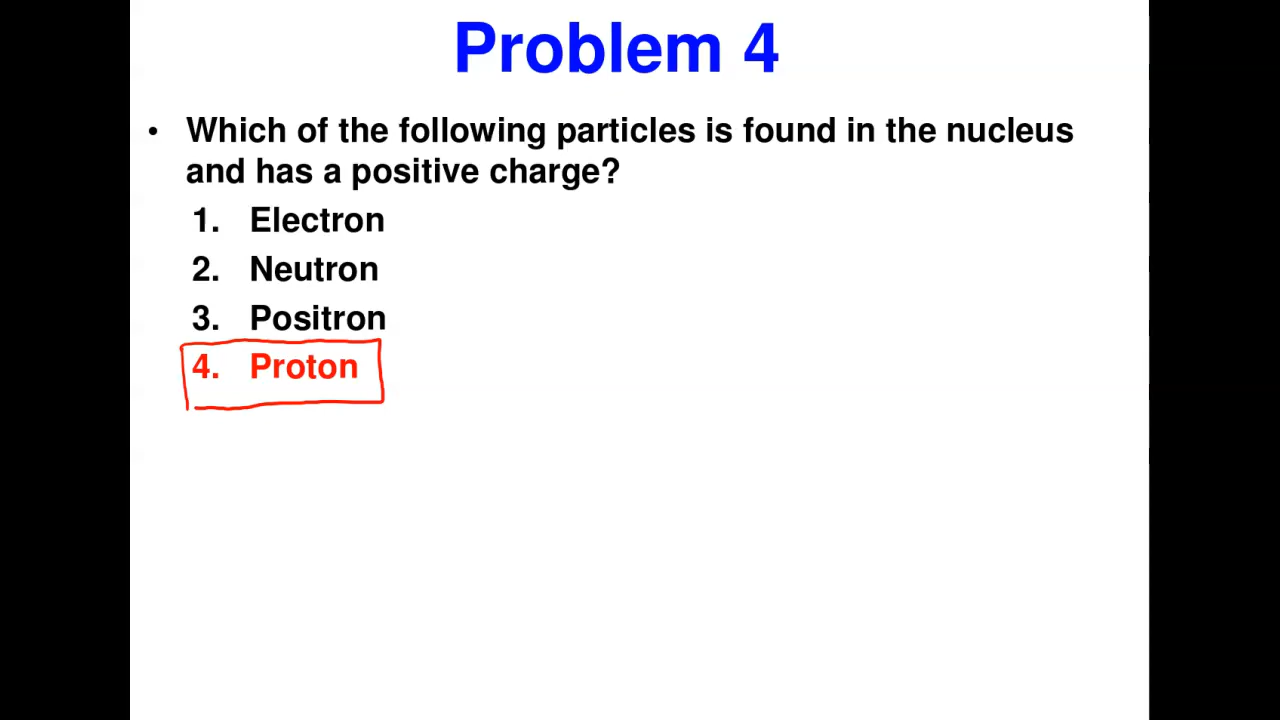 Problem 4
• Which of the following particles is found in the nucleus
and has a positive charge?
1. Electron
2. Neutron
3. Positron
4. Proton